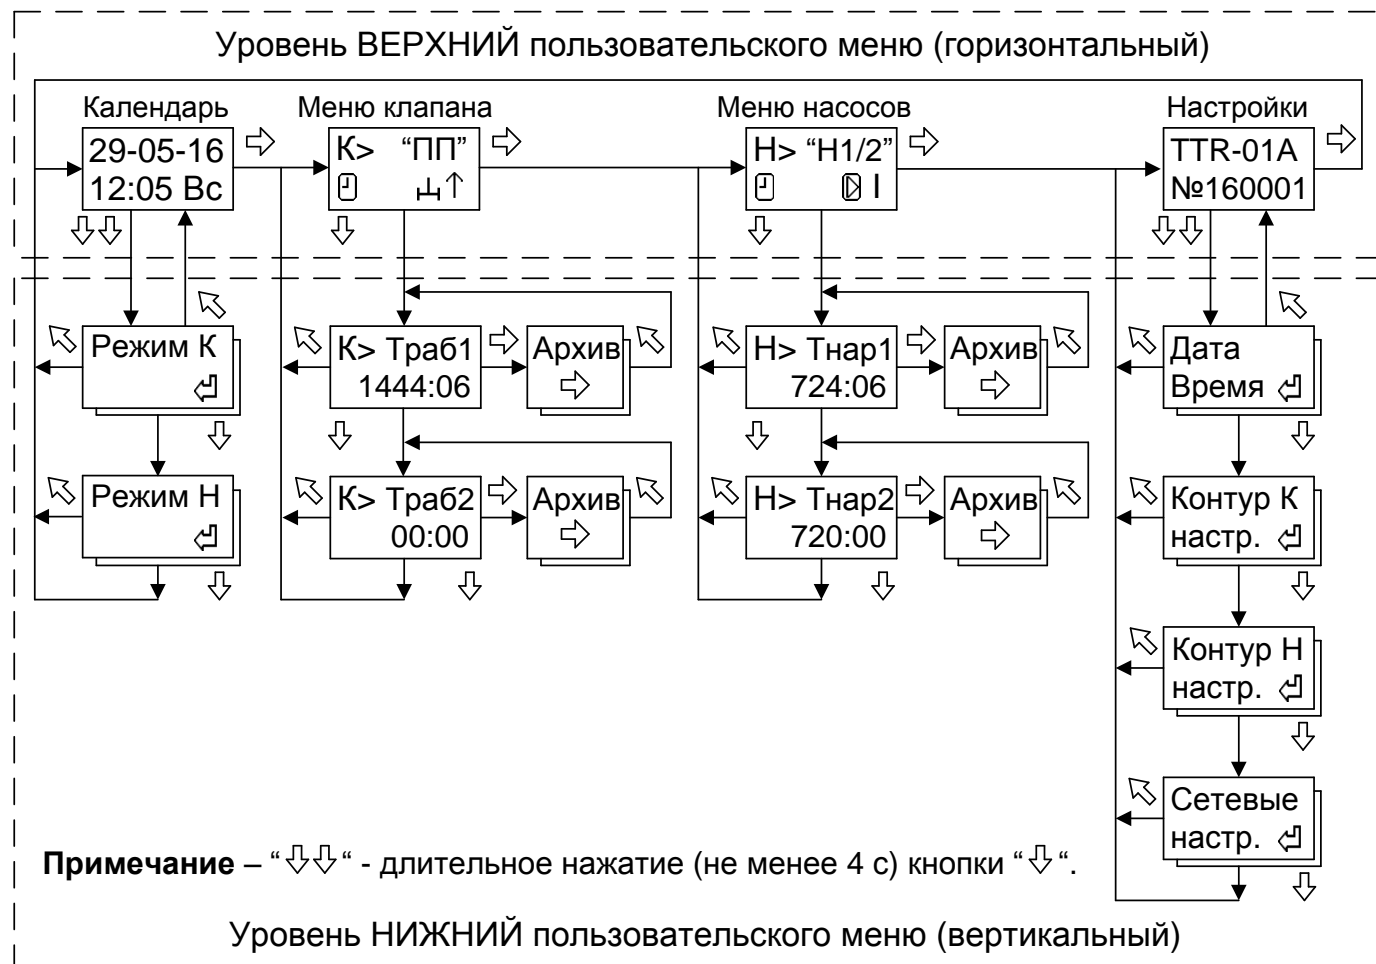 Уровень ВЕРХНИЙ пользовательского меню (горизонтальный)
Календарь
29-05-16
12:05 Вс
Меню клапана
К> “ПП”
Меню насосов
Н> “Н1/2”
I
Настройки
TTR-01A
№160001
Режим К
Режим Н
К> Траб1
1444:06
Архив
К> Траб2
00:00
Архив
Н> Тнар1
724:06
Архив
Н> Тнар2
720:00
Архив
Дата
Время
Контур К
настр.
Контур Н
настр.
Сетевые
настр.
Примечание – “⇩⇩“ - длительное нажатие (не менее 4 с) кнопки “⇩“.
Уровень НИЖНИЙ пользовательского меню (вертикальный)